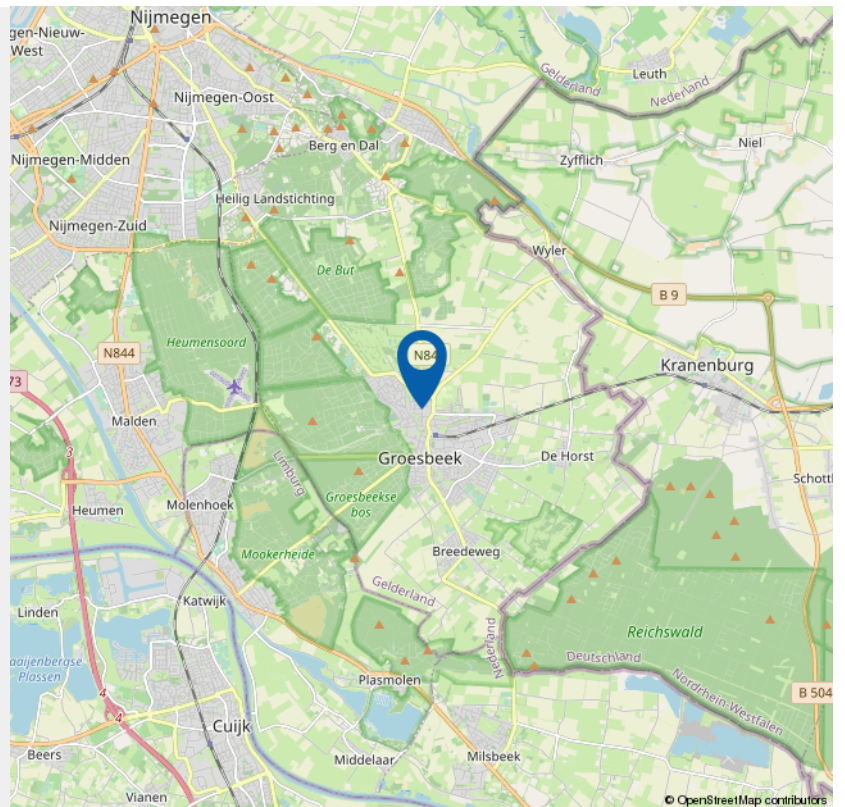 Nijmegen
gen-Nieuw-
West
Gelderland
Leuth
Nederland
Nijmegen-Oost
Berg en Dal
Niel
Zyfflich
Nijmegen-Midden
Heilig Landstichting
Nijmegen-Zuid
Wyler
De But
B 9
Heumensoord
N844
N84
Kranenburg
73
Malden
3
Groesbeek
De Horst
Limburg
Schottl
Groesbeekse
bos
Molenhoek
Heumen
Mookerheide
Breedeweg
Gelderland
Katwijk
Linden
Nederland
Reichswald
Deutschland
aaijenbergse
Plassen
Plasmolen
Nordrhein-Westfalen
4
4
B 504
Cuijk
Beers
Middelaar
Milsbeek
Vianen
© OpenStreetMap contributors